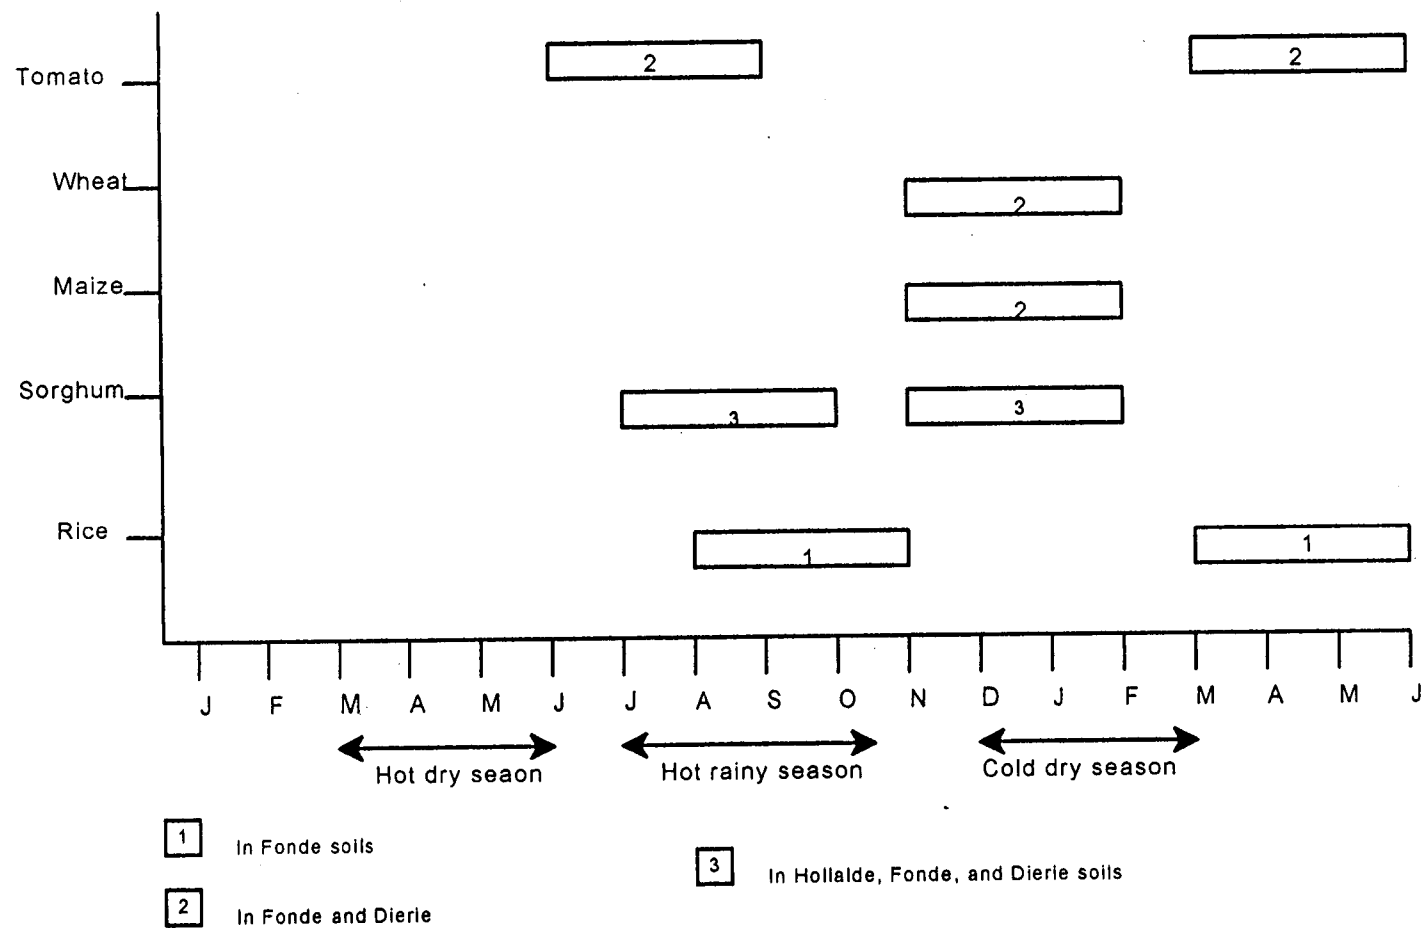 Tomato 2 2
Wheat 2
Maize 2
Sorghum 3 3
Rice 1 1
J F M A M J J A S O N D J F M A M J
Hot dry seaon Hot rainy season Cold dry season
1 In Fonde soils
3 In Hollalde, Fonde, and Dierle soils
2 In Fonde and Dierle